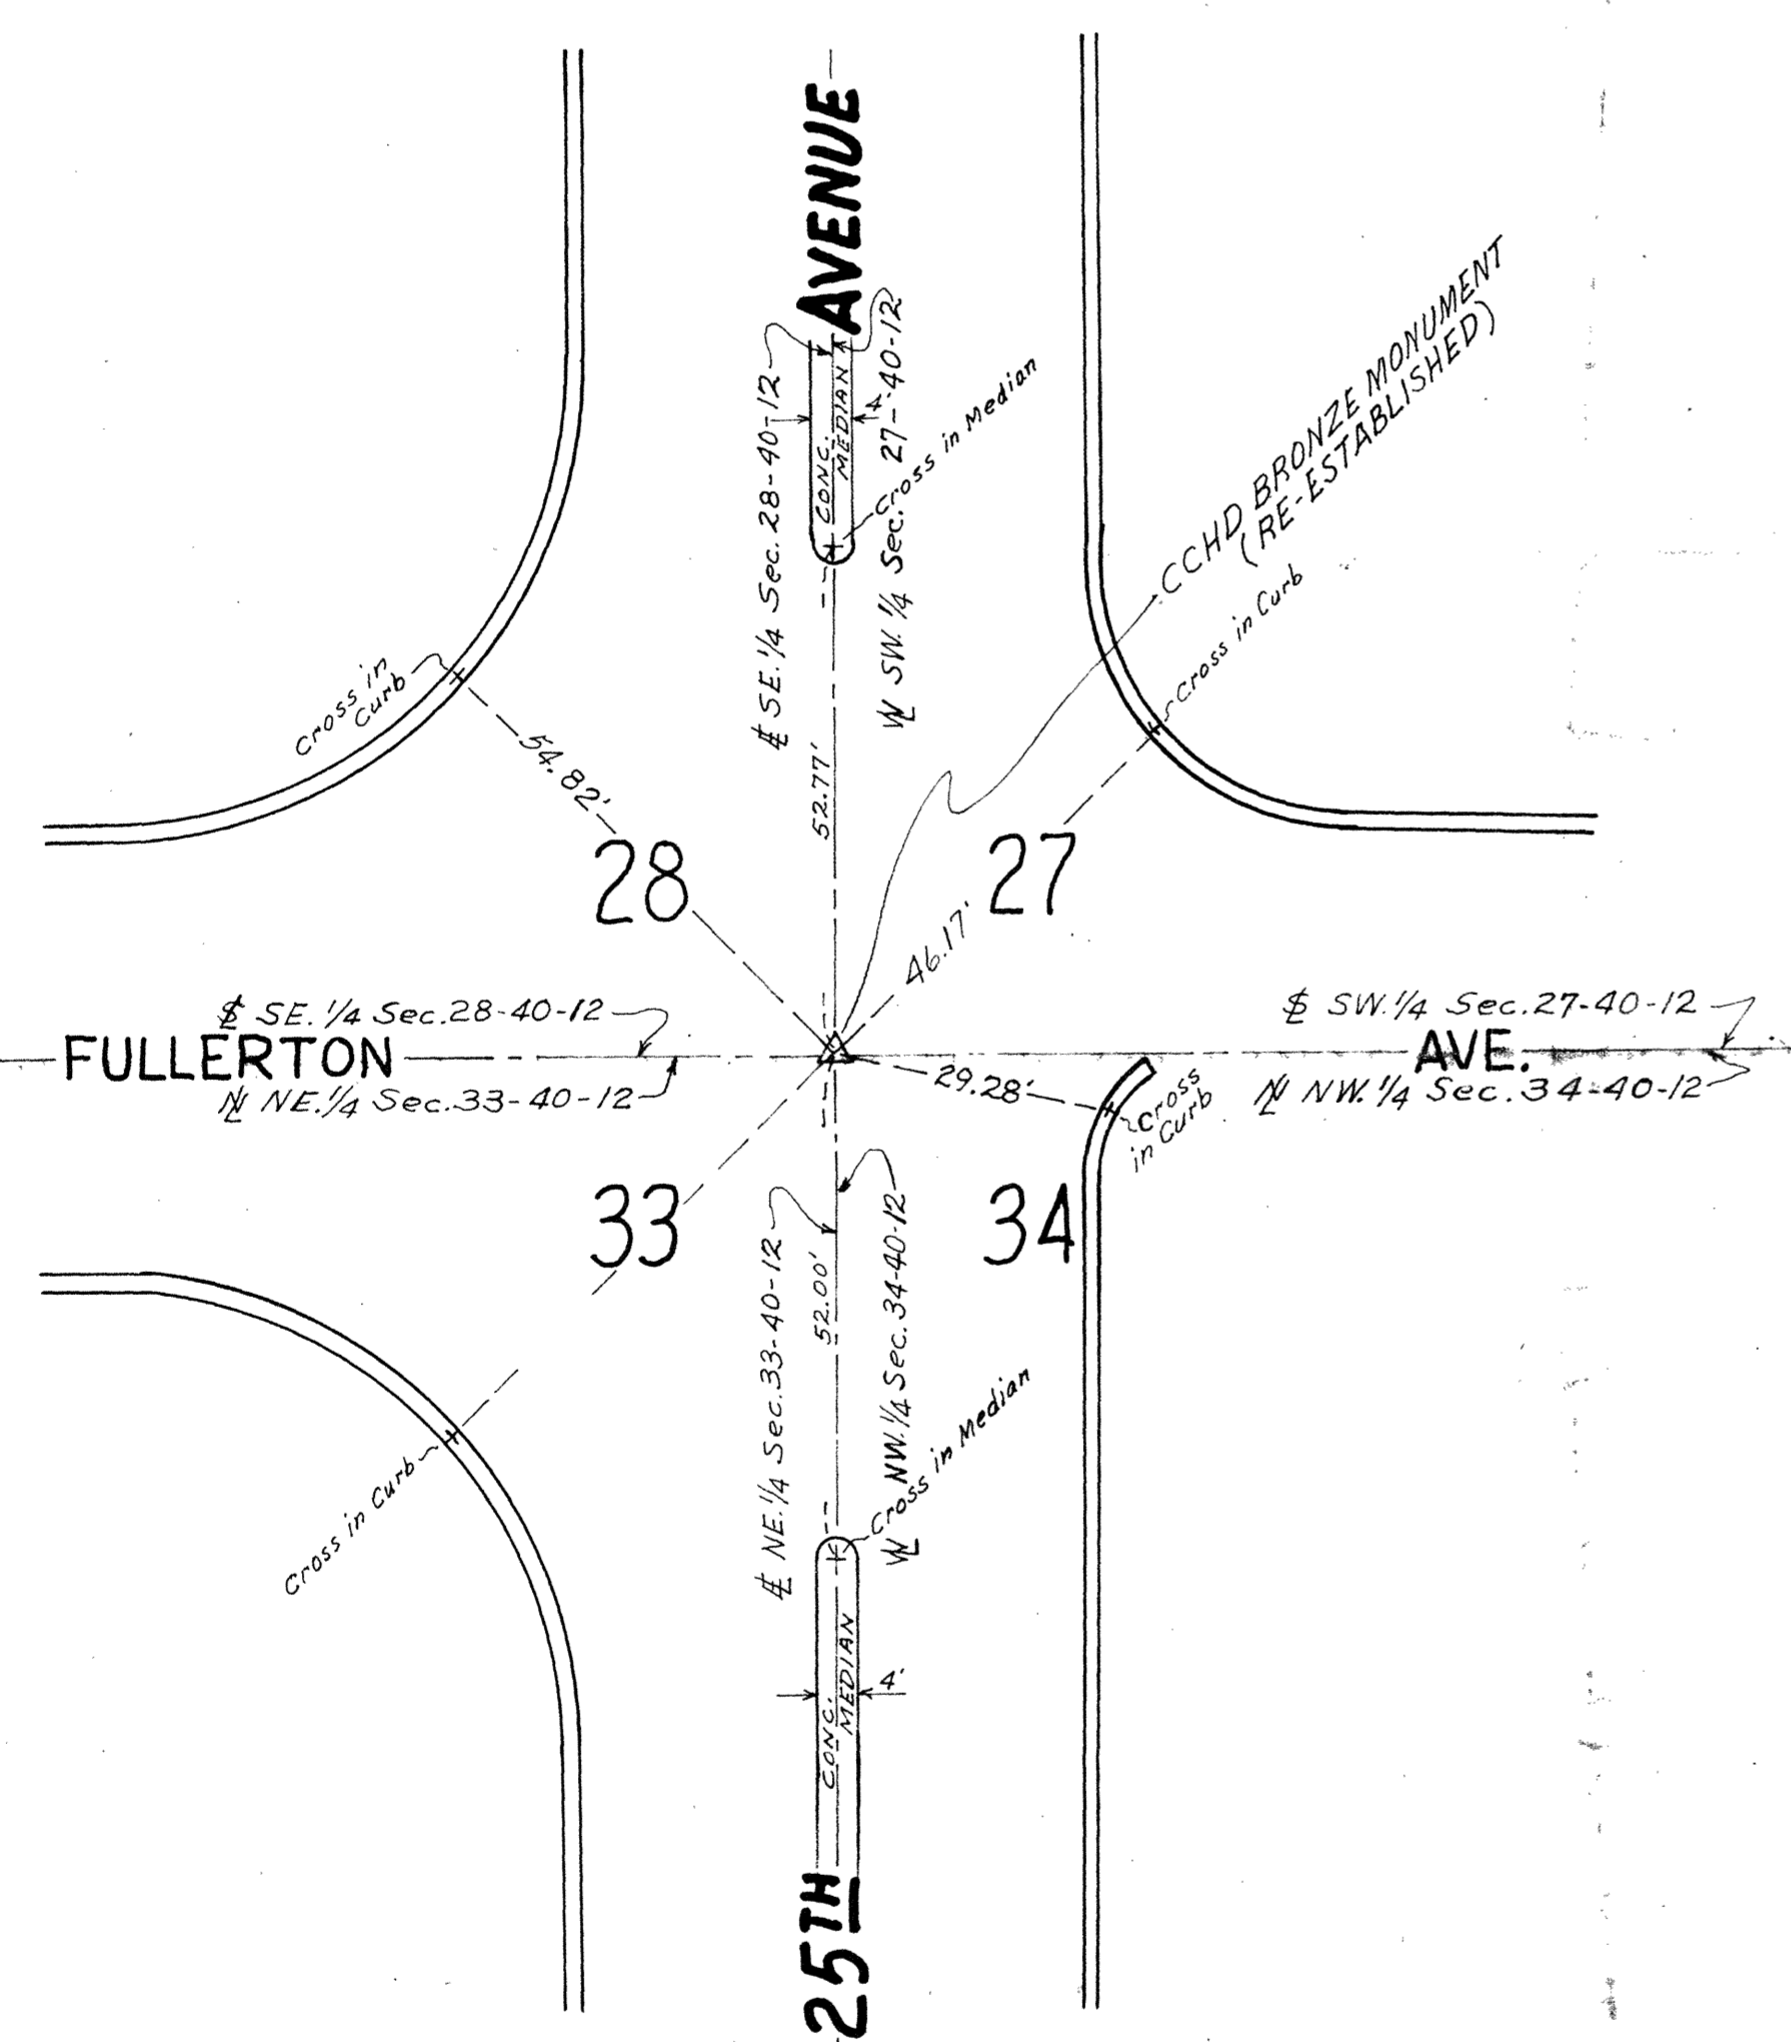 AVENUE
CONC.
MEDIAN
4'
Cross in Median
SE. 1/4 Sec. 28-40-12
SW. 1/4 Sec. 27-40-12
CCHD BRONZE MONUMENT
(RE-ESTABLISHED)
Cross in Curb
Cross in
Curb
54.82'
52.77'
28
27
46.17'
SE. 1/4 Sec. 28-40-12
SW. 1/4 Sec. 27-40-12
FULLERTON
AVE.
NL NE. 1/4 Sec. 33-40-12
29.28'
Cross
in Curb
NL NW. 1/4 Sec. 34-40-12
33
34
NE. 1/4 Sec. 33-40-12
52.00'
NW. 1/4 Sec. 34-40-12
Cross in Curb
Cross in Median
CONC.
MEDIAN
4'
25TH